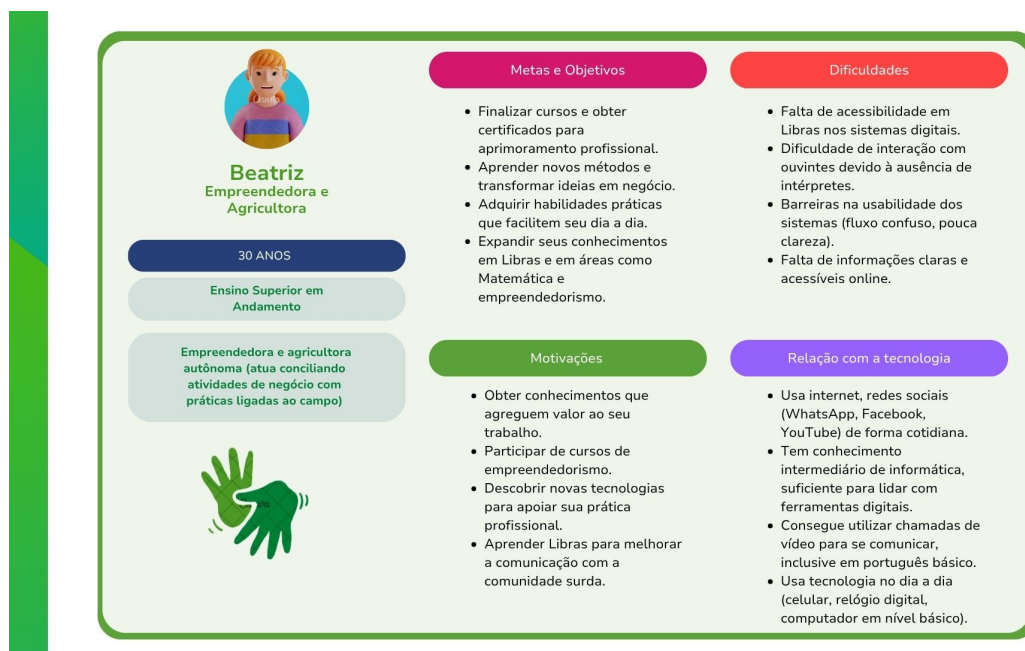 Beatriz
Empreendedora e
Agricultora
30 ANOS
Ensino Superior em
Andamento
Empreendedora e agricultora
autônoma (atua conciliando
atividades de negócio com
práticas ligadas ao campo)
Metas e Objetivos
• Finalizar cursos e obter
certificados para
aprimoramento profissional.
• Aprender novos métodos e
transformar ideias em negócio.
• Adquirir habilidades práticas
que facilitem seu dia a dia.
• Expandir seus conhecimentos
em Libras e em áreas como
Matemática e
empreendedorismo.
Dificuldades
• Falta de acessibilidade em
Libras nos sistemas digitais.
• Dificuldade de interação com
ouvintes devido à ausência de
intérpretes.
• Barreiras na usabilidade dos
sistemas (fluxo confuso, pouca
clareza).
• Falta de informações claras e
acessíveis online.
Motivações
• Obter conhecimentos que
agreguem valor ao seu
trabalho.
• Participar de cursos de
empreendedorismo.
• Descobrir novas tecnologias
para apoiar sua prática
profissional.
• Aprender Libras para melhorar
a comunicação com a
comunidade surda.
Relação com a tecnologia
• Usa internet, redes sociais
(WhatsApp, Facebook,
YouTube) de forma cotidiana.
• Tem conhecimento
intermediário de informática,
suficiente para lidar com
ferramentas digitais.
• Consegue utilizar chamadas de
vídeo para se comunicar,
inclusive em português básico.
• Usa tecnologia no dia a dia
(celular, relógio digital,
computador em nível básico).